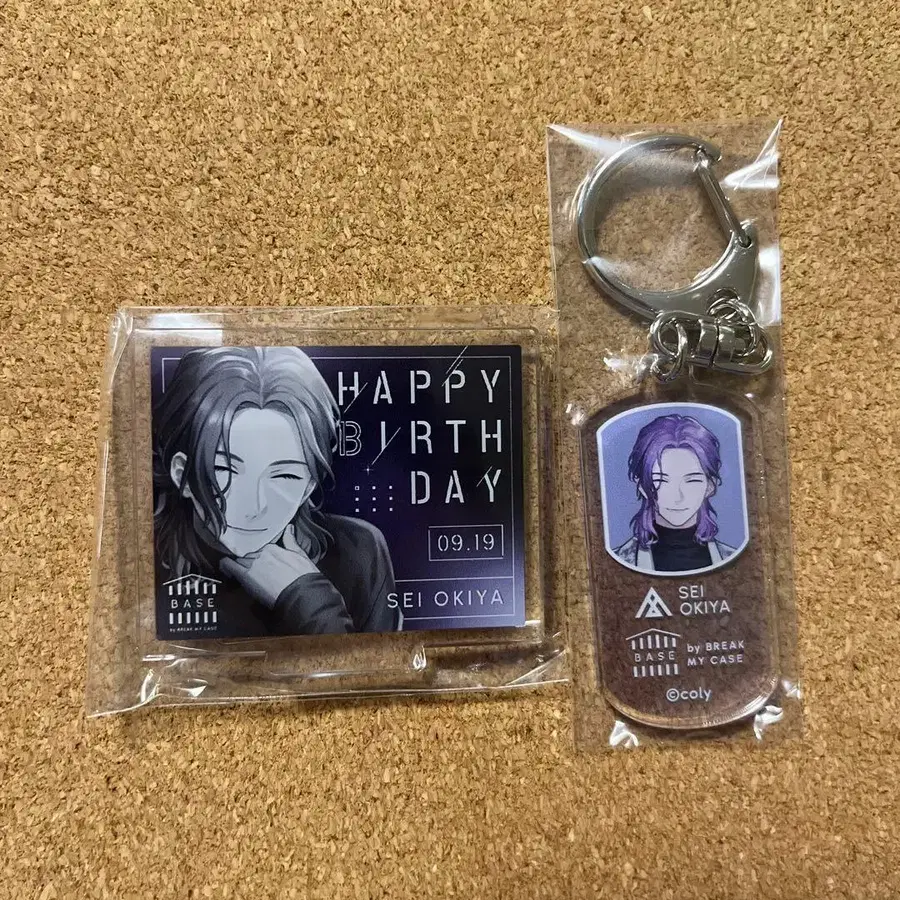 HAPPY
BIRTH
DAY
09.19
SEI OKIYA
BASE
by BREAK MY CASE
SEI
OKIYA
BASE
by BREAK
MY CASE
©coly